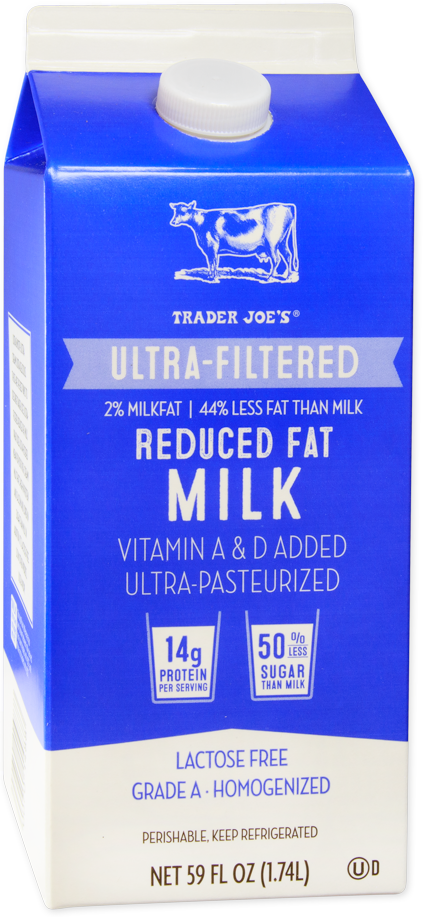 TRADER JOE'S®
ULTRA-FILTERED
2% MILKFAT | 44% LESS FAT THAN MILK
REDUCED FAT
MILK
VITAMIN A & D ADDED
ULTRA-PASTEURIZED
14g
PROTEIN
PER SERVING
50% LESS
SUGAR
THAN MILK
LACTOSE FREE
GRADE A · HOMOGENIZED
PERISHABLE, KEEP REFRIGERATED
NET 59 FL OZ (1.74L)
U D